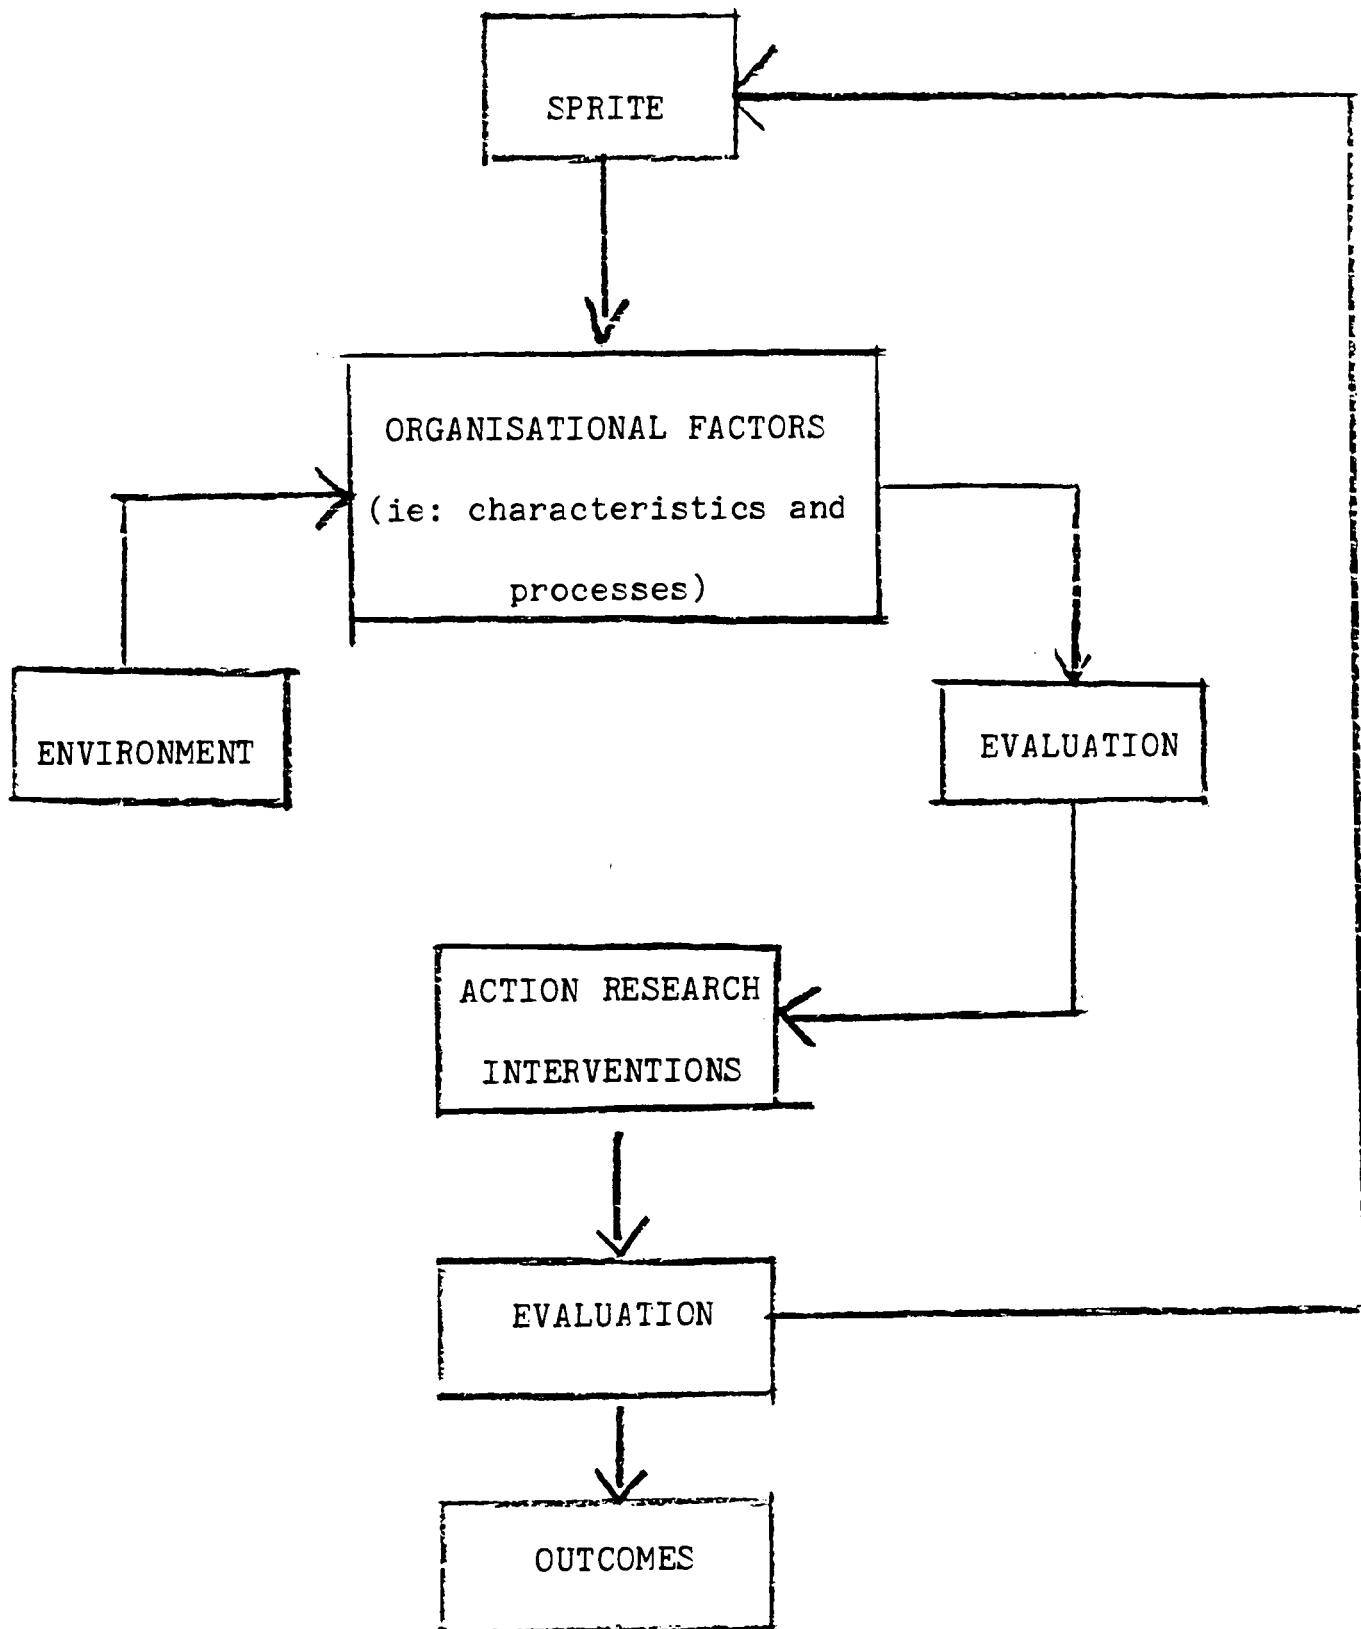 SPRITE
ORGANISATIONAL FACTORS
(ie: characteristics and
processes)
ENVIRONMENT
EVALUATION
ACTION RESEARCH
INTERVENTIONS
EVALUATION
OUTCOMES